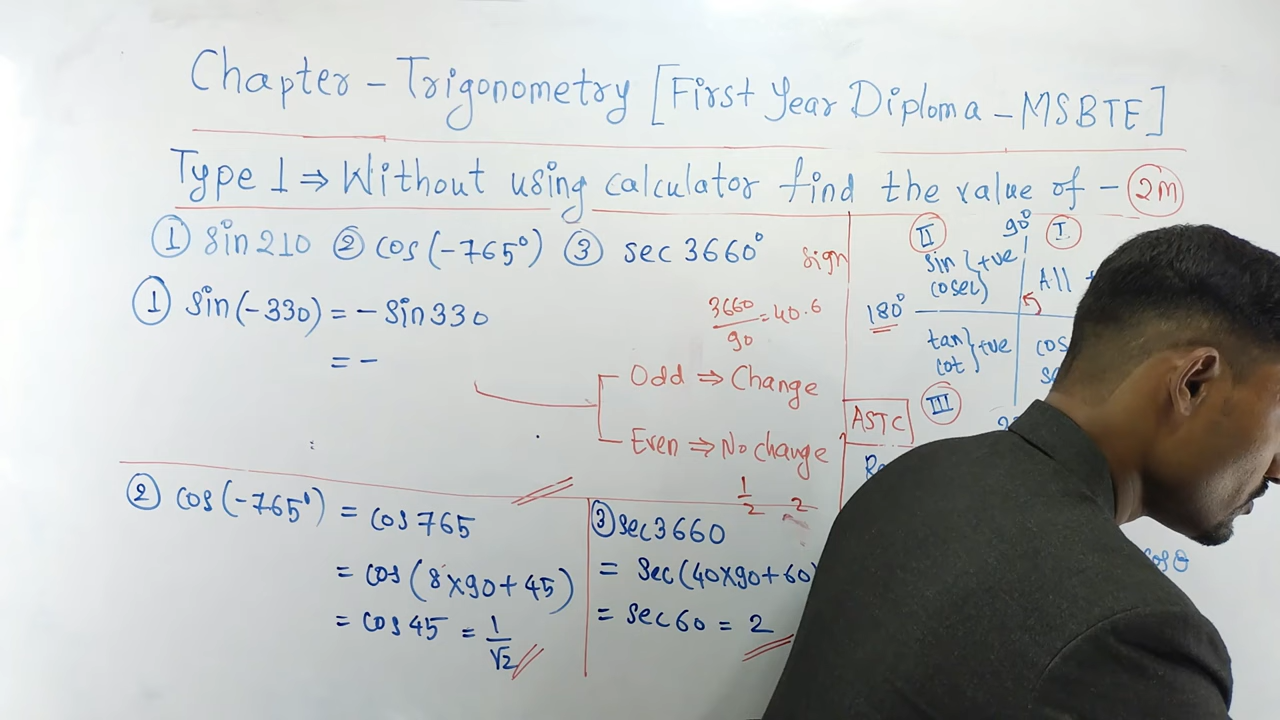 Chapter - Trigonometry [First Year Diploma - MSBTE]
Type 1 ⇒ Without using calculator find the value of - 2M
① sin 210 ② cos(-765°) ③ sec 3660°
① sin(-330) = - sin 330
= -
3660/90 = 40.6
Odd ⇒ Change
Even ⇒ No change
1/2 2
② cos(-765°) = cos 765
= cos(8×90+45)
= cos 45 = 1/√2
③ sec 3660
= sec(40×90+60)
= sec 60 = 2
sign
II 90° I
sin } +ve
cosec
All +
180°
tan } +ve
cot
cos
III
ASTC
cosθ